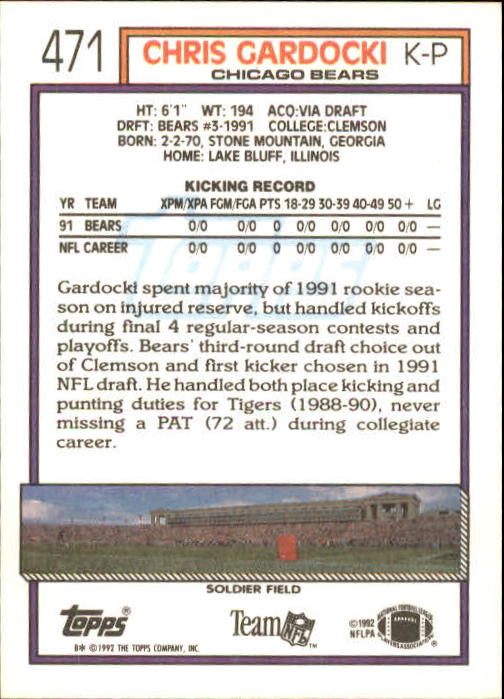 471 CHRIS GARDOCKI K-P
CHICAGO BEARS
HT: 6'1" WT: 194 ACQ:VIA DRAFT
DRFT: BEARS #3-1991 COLLEGE:CLEMSON
BORN: 2-2-70, STONE MOUNTAIN, GEORGIA
HOME: LAKE BLUFF, ILLINOIS
KICKING RECORD
YR TEAM XPM/XPA FGM/FGA PTS 18-29 30-39 40-49 50 + LG
91 BEARS 0/0 0/0 0 0/0 0/0 0/0 0/0 —
NFL CAREER 0/0 0/0 0 0/0 0/0 0/0 0/0 —
Gardocki spent majority of 1991 rookie sea-
son on injured reserve, but handled kickoffs
during final 4 regular-season contests and
playoffs. Bears' third-round draft choice out
of Clemson and first kicker chosen in 1991
NFL draft. He handled both place kicking and
punting duties for Tigers (1988-90), never
missing a PAT (72 att.) during collegiate
career.
SOLDIER FIELD
TOPPS® Team NFL™ ©1992 NFLPA NATIONAL FOOTBALL LEAGUE PLAYERS ASSOCIATION ®
B* ©1992 THE TOPPS COMPANY, INC.